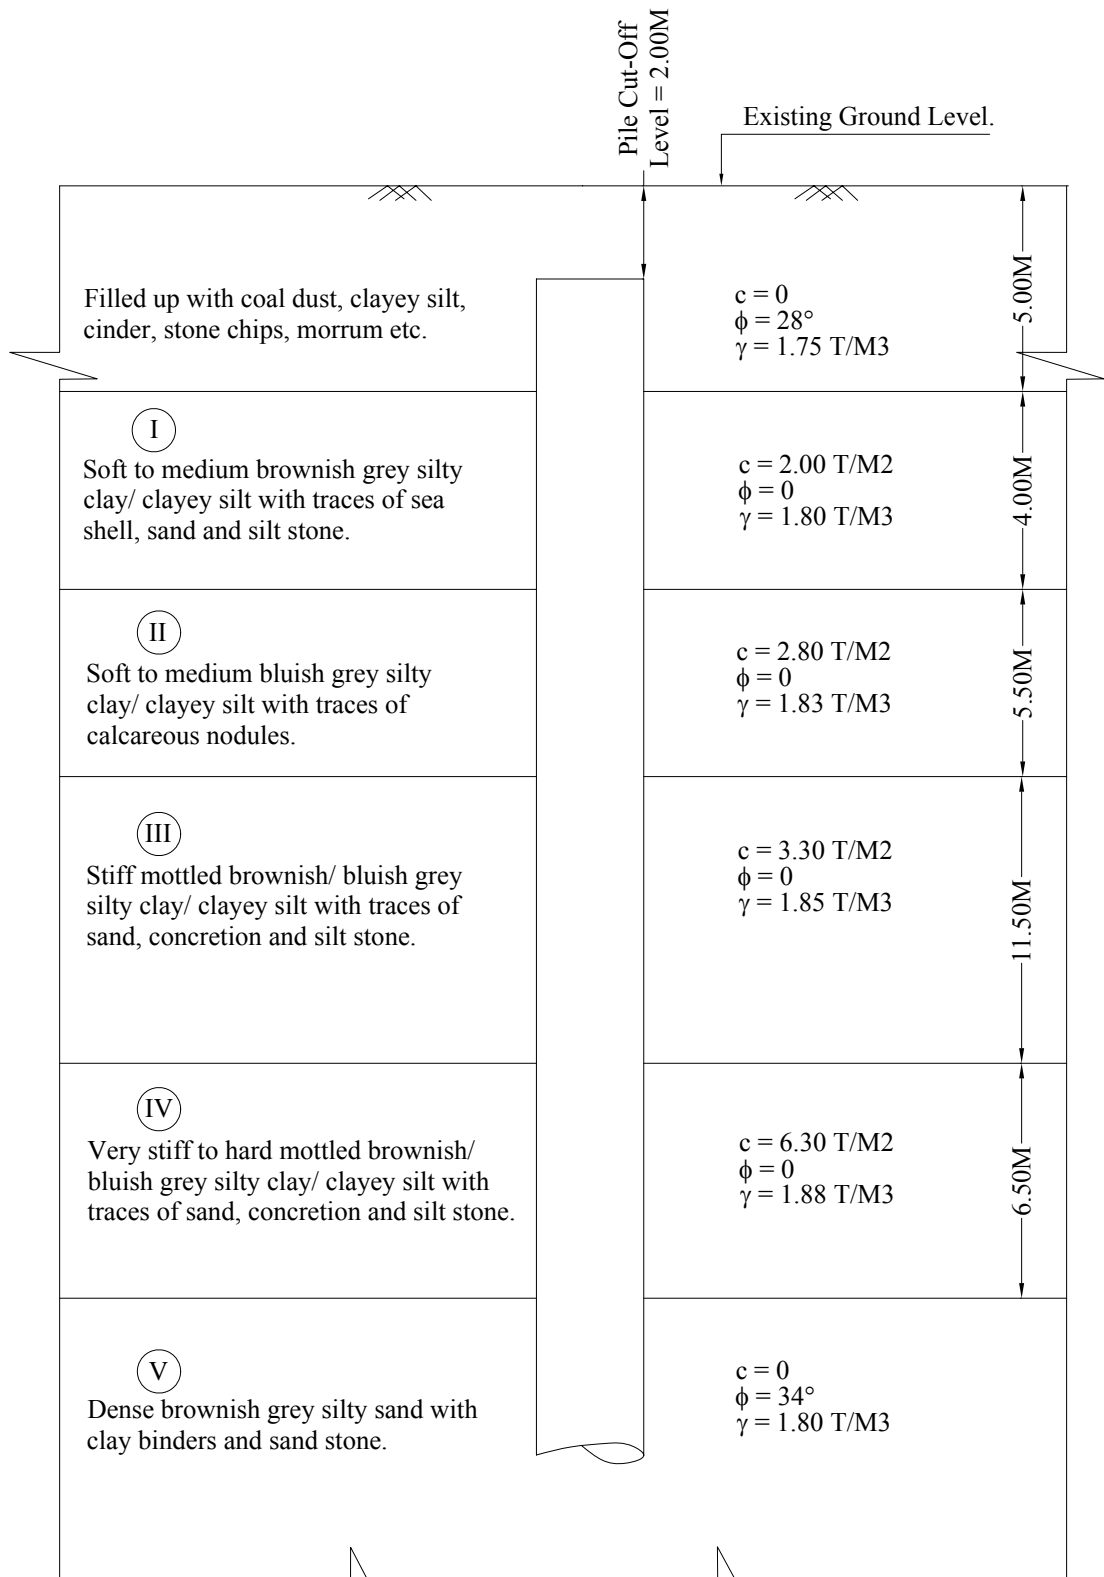 Pile Cut-Off
Level = 2.00M
Existing Ground Level.
Filled up with coal dust, clayey silt,
cinder, stone chips, morrum etc.
c = 0
ϕ = 28°
γ = 1.75 T/M3
5.00M
I
Soft to medium brownish grey silty
clay/ clayey silt with traces of sea
shell, sand and silt stone.
c = 2.00 T/M2
ϕ = 0
γ = 1.80 T/M3
4.00M
II
Soft to medium bluish grey silty
clay/ clayey silt with traces of
calcareous nodules.
c = 2.80 T/M2
ϕ = 0
γ = 1.83 T/M3
5.50M
III
Stiff mottled brownish/ bluish grey
silty clay/ clayey silt with traces of
sand, concretion and silt stone.
c = 3.30 T/M2
ϕ = 0
γ = 1.85 T/M3
11.50M
IV
Very stiff to hard mottled brownish/
bluish grey silty clay/ clayey silt with
traces of sand, concretion and silt stone.
c = 6.30 T/M2
ϕ = 0
γ = 1.88 T/M3
6.50M
V
Dense brownish grey silty sand with
clay binders and sand stone.
c = 0
ϕ = 34°
γ = 1.80 T/M3